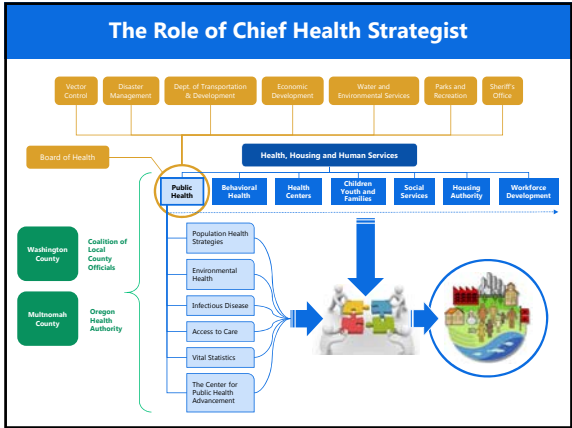 The Role of Chief Health Strategist
Vector
Control
Disaster
Management
Dept. of Transportation
& Development
Economic
Development
Water and
Environmental Services
Parks and
Recreation
Sheriff's
Office
Board of Health
Health, Housing and Human Services
Public
Health
Behavioral
Health
Health
Centers
Children
Youth and
Families
Social
Services
Housing
Authority
Workforce
Development
Washington
County
Coalition of
Local
County
Officials
Multnomah
County
Oregon
Health
Authority
Population Health
Strategies
Environmental
Health
Infectious Disease
Access to Care
Vital Statistics
The Center for
Public Health
Advancement